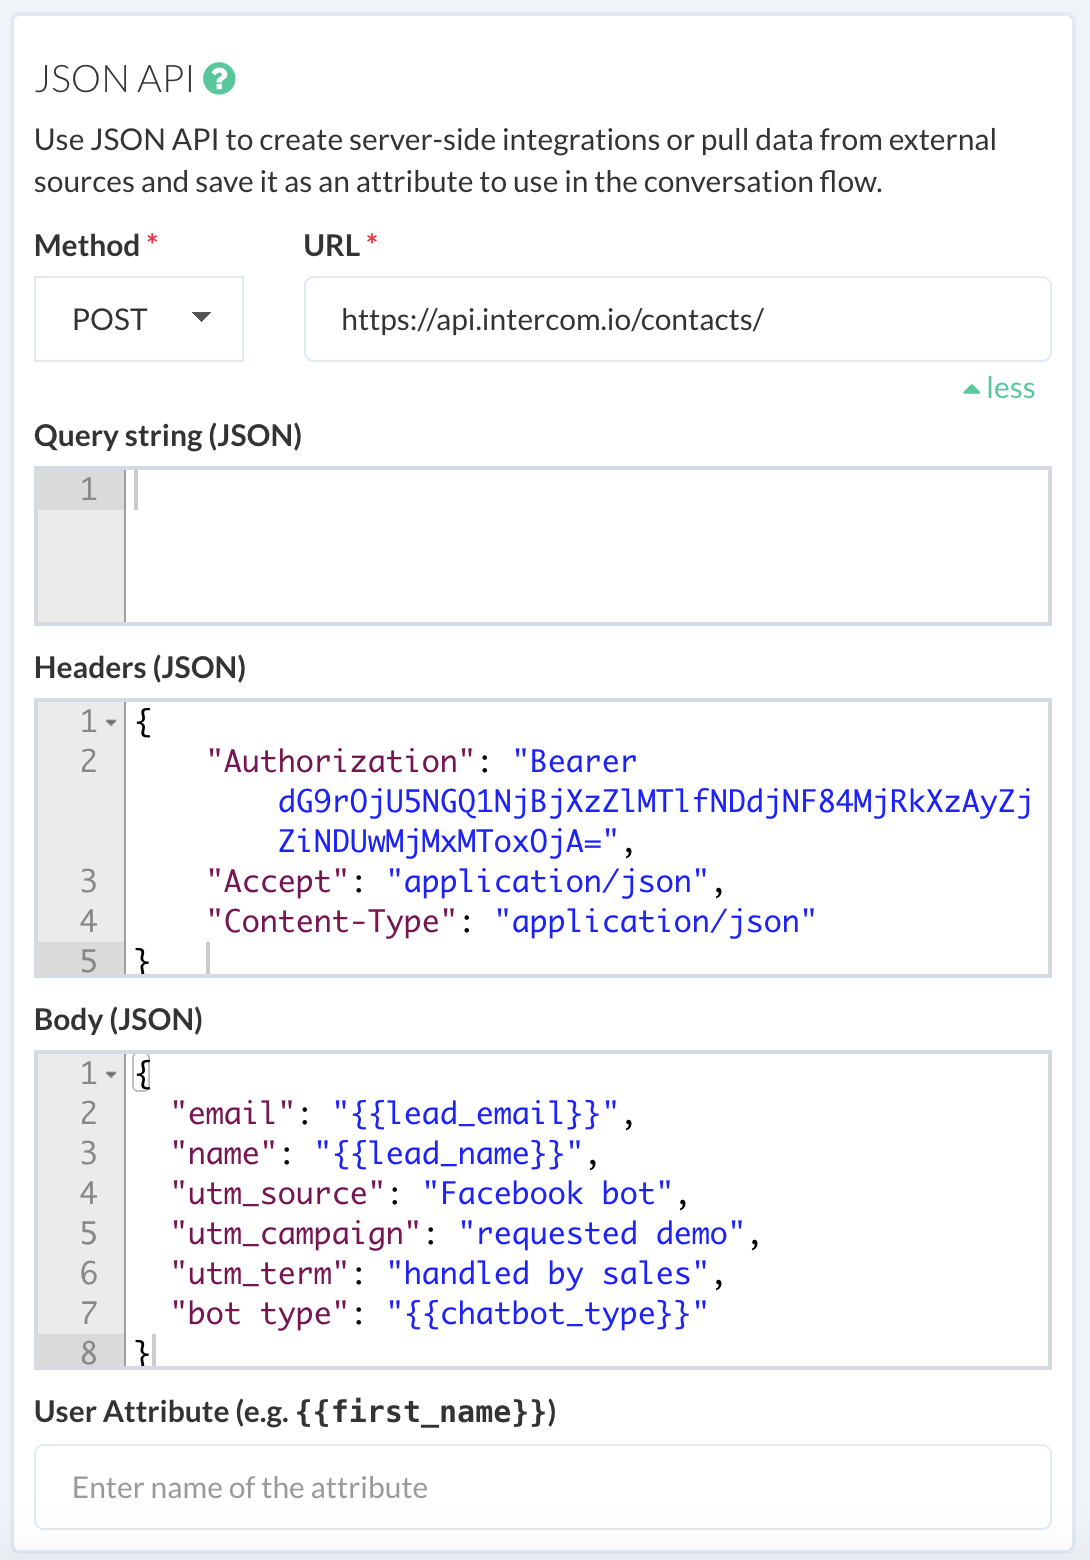 JSON API ?
Use JSON API to create server-side integrations or pull data from external
sources and save it as an attribute to use in the conversation flow.
Method * URL *
POST https://api.intercom.io/contacts/
less
Query string (JSON)
1
Headers (JSON)
1 {
2 "Authorization": "Bearer
dG9rOjU5NGQ1NjBjXzZlMTlfNDdjNF84MjRkXzAyZj
ZiNDUwMjMxMToxOjA=",
3 "Accept": "application/json",
4 "Content-Type": "application/json"
5 }
Body (JSON)
1 {
2 "email": "{{lead_email}}",
3 "name": "{{lead_name}}",
4 "utm_source": "Facebook bot",
5 "utm_campaign": "requested demo",
6 "utm_term": "handled by sales",
7 "bot type": "{{chatbot_type}}"
8 }
User Attribute (e.g. {{first_name}})
Enter name of the attribute